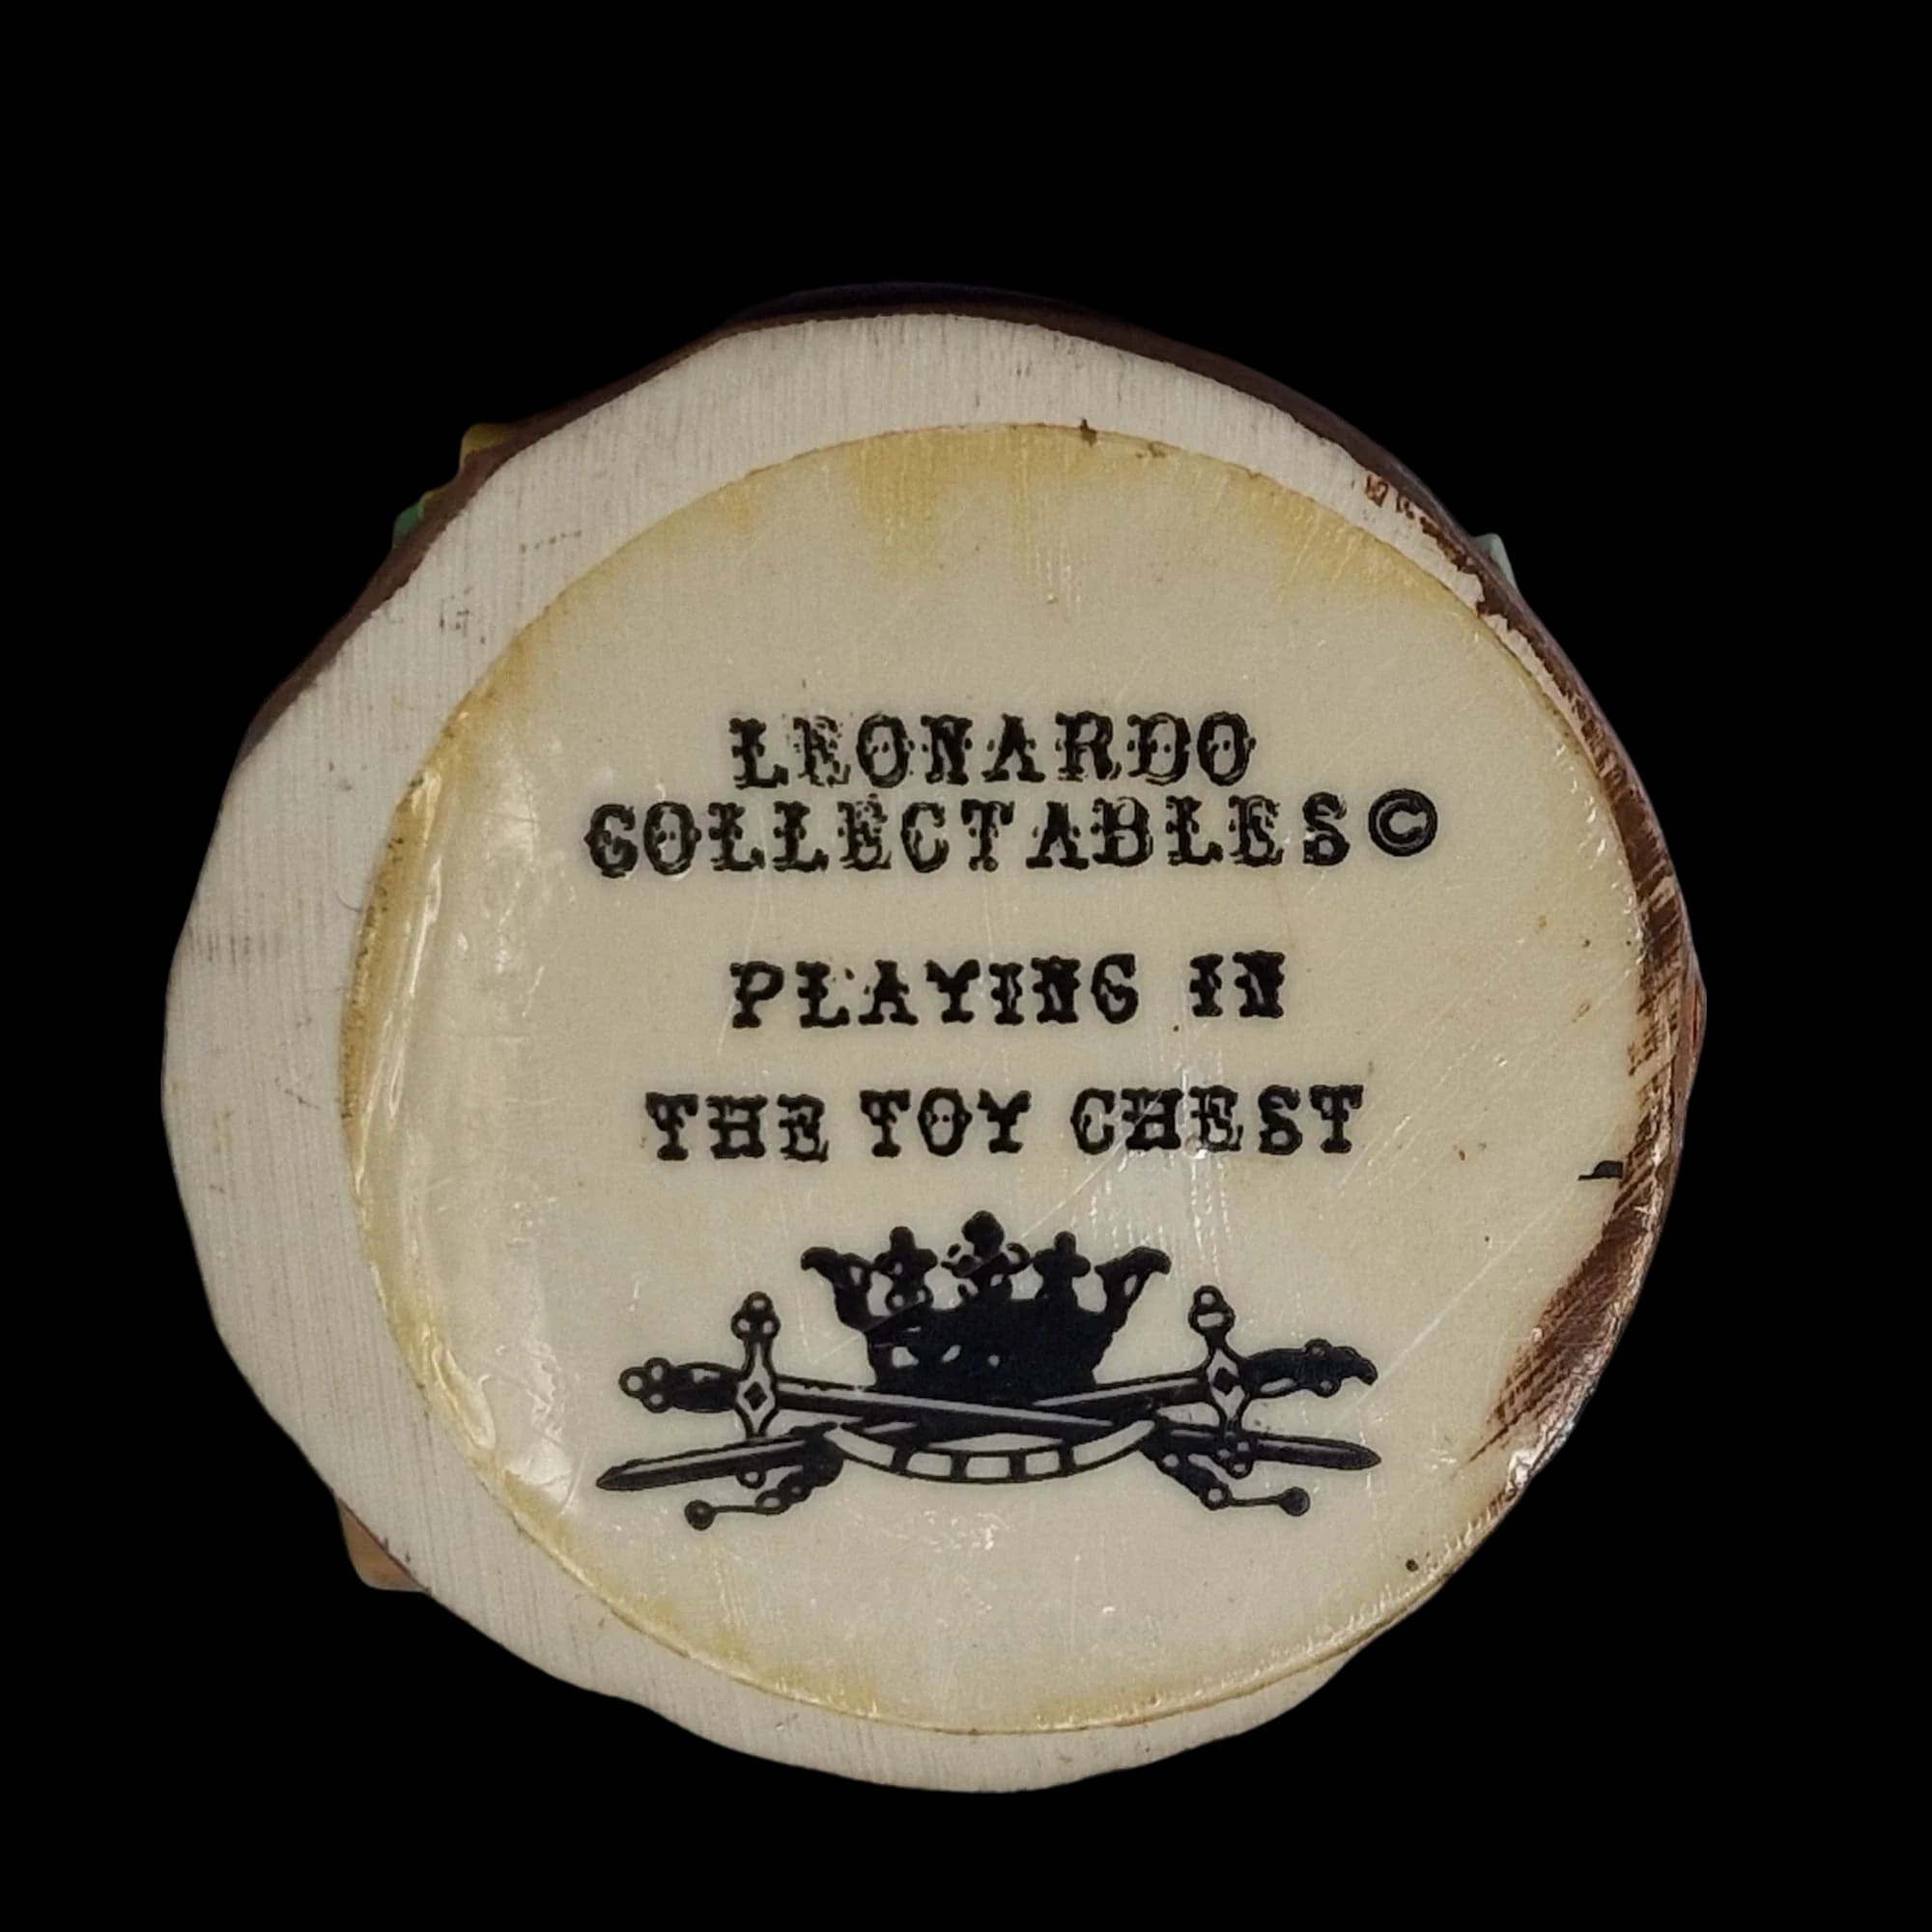 LEONARDO
COLLECTABLES©
PLAYING IN
THE TOY CHEST